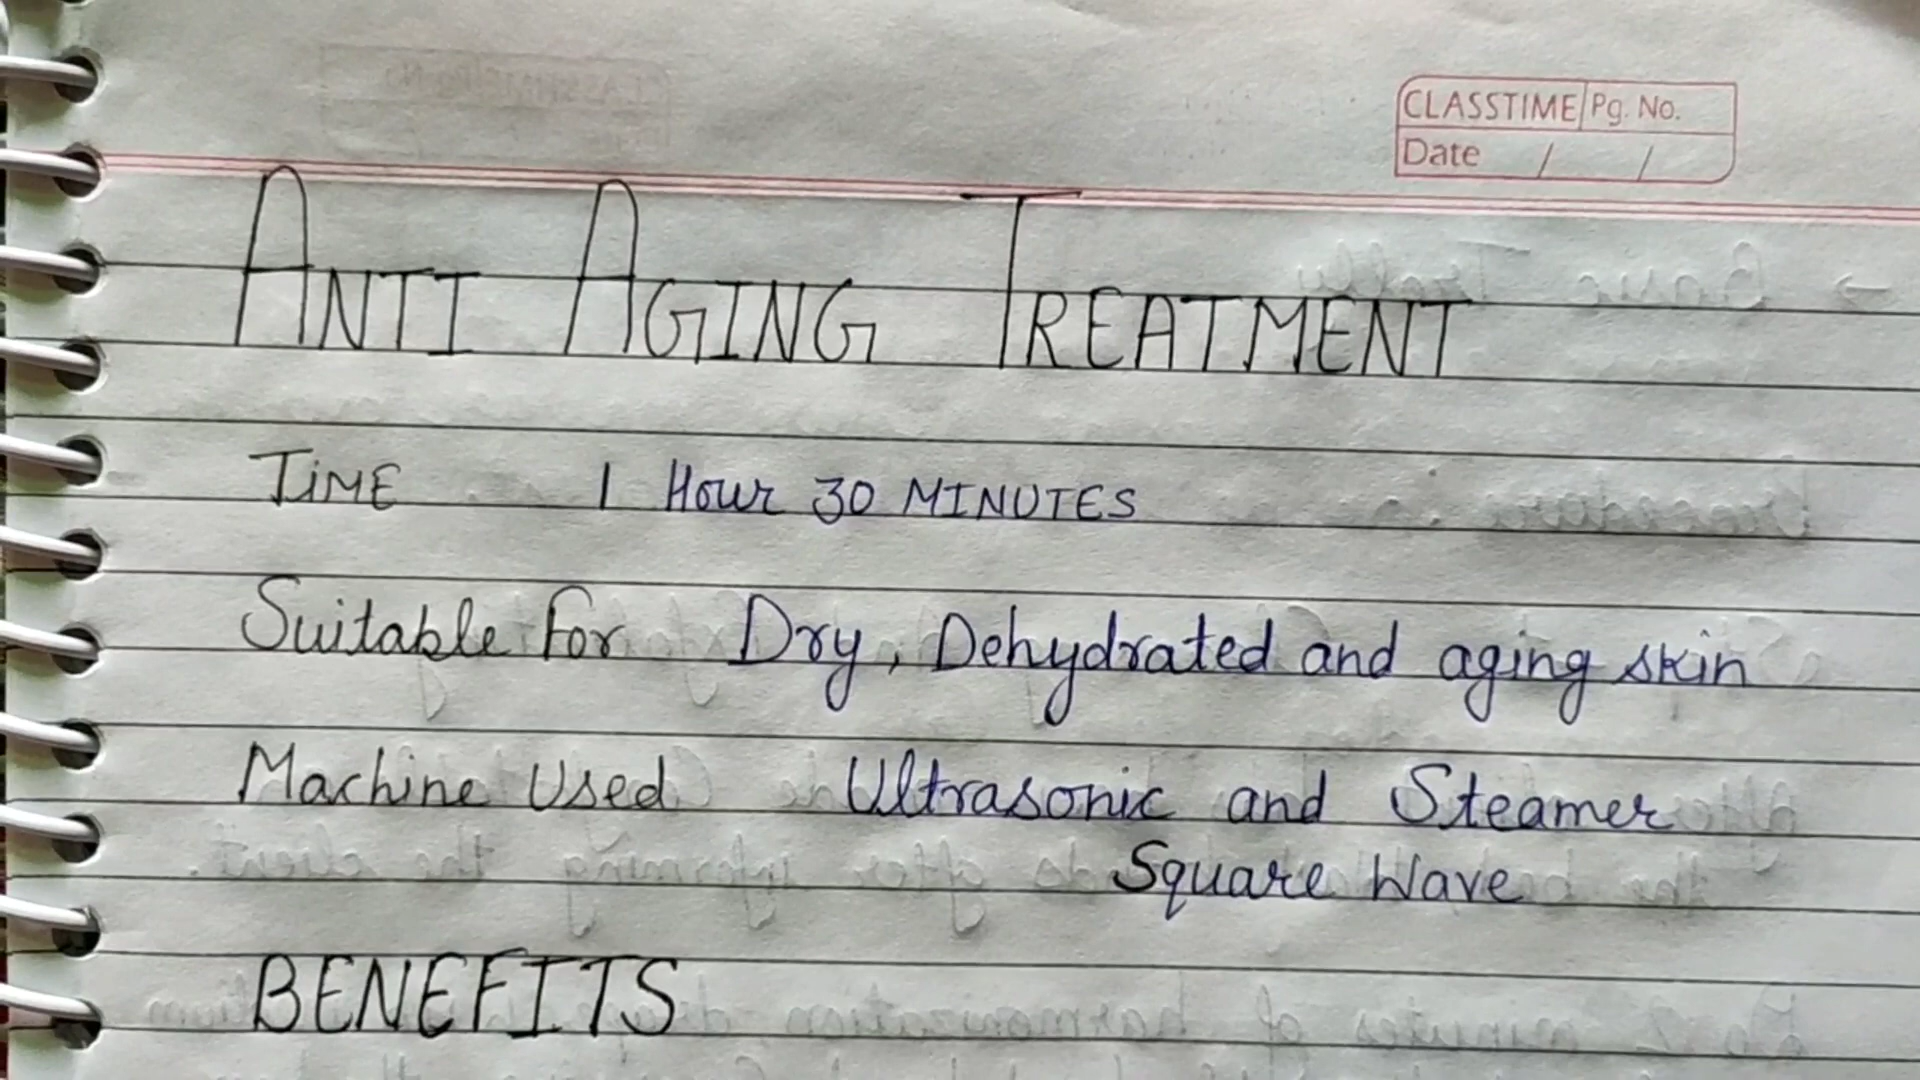 CLASSTIME Pg. No.
Date / /
ANTI AGING TREATMENT
TIME 1 Hour 30 MINUTES
Suitable For Dry, Dehydrated and aging skin
Machine Used Ultrasonic and Steamer
Square Wave
BENEFITS